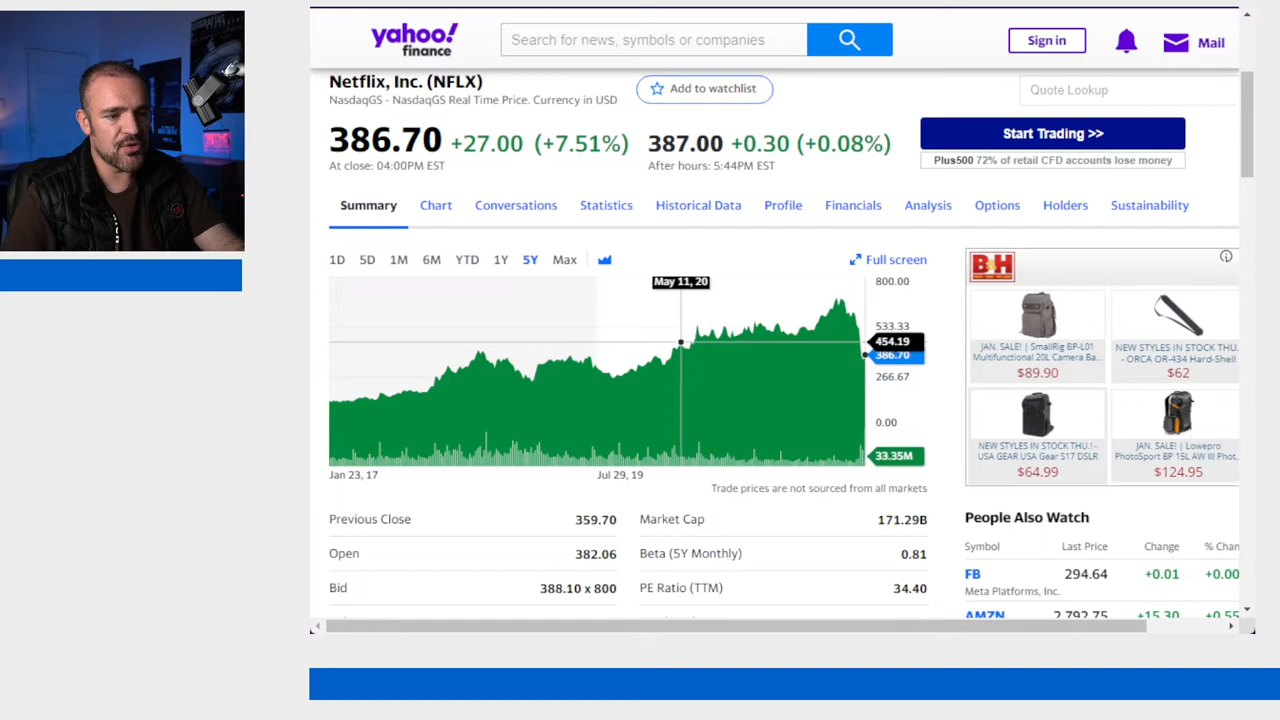 yahoo!
finance
Search for news, symbols or companies
Sign in
Mail
Netflix, Inc. (NFLX)
NasdaqGS - NasdaqGS Real Time Price. Currency in USD
Add to watchlist
Quote Lookup
386.70 +27.00 (+7.51%)
At close: 04:00PM EST
387.00 +0.30 (+0.08%)
After hours: 5:44PM EST
Start Trading >>
Plus500 72% of retail CFD accounts lose money
Summary Chart Conversations Statistics Historical Data Profile Financials Analysis Options Holders Sustainability
1D 5D 1M 6M YTD 1Y 5Y Max
Full screen
May 11, 20
800.00
533.33
454.19
386.70
266.67
0.00
33.35M
Jan 23, 17
Jul 29, 19
Trade prices are not sourced from all markets
Previous Close 359.70
Open 382.06
Bid 388.10 x 800
Market Cap 171.29B
Beta (5Y Monthly) 0.81
PE Ratio (TTM) 34.40
B&H
JAN. SALE! | SmallRig BP-L01
Multifunctional 20L Camera Ba...
$89.90
NEW STYLES IN STOCK THU...
- ORCA OR-434 Hard-Shell
$62
NEW STYLES IN STOCK THU.! -
USA GEAR USA Gear S17 DSLR
$64.99
JAN. SALE! | Lowepro
PhotoSport BP 15L AW III Phot...
$124.95
People Also Watch
Symbol Last Price Change % Chan
FB 294.64 +0.01 +0.00
Meta Platforms, Inc.
AMZN 2,792.75 +15.30 +0.55